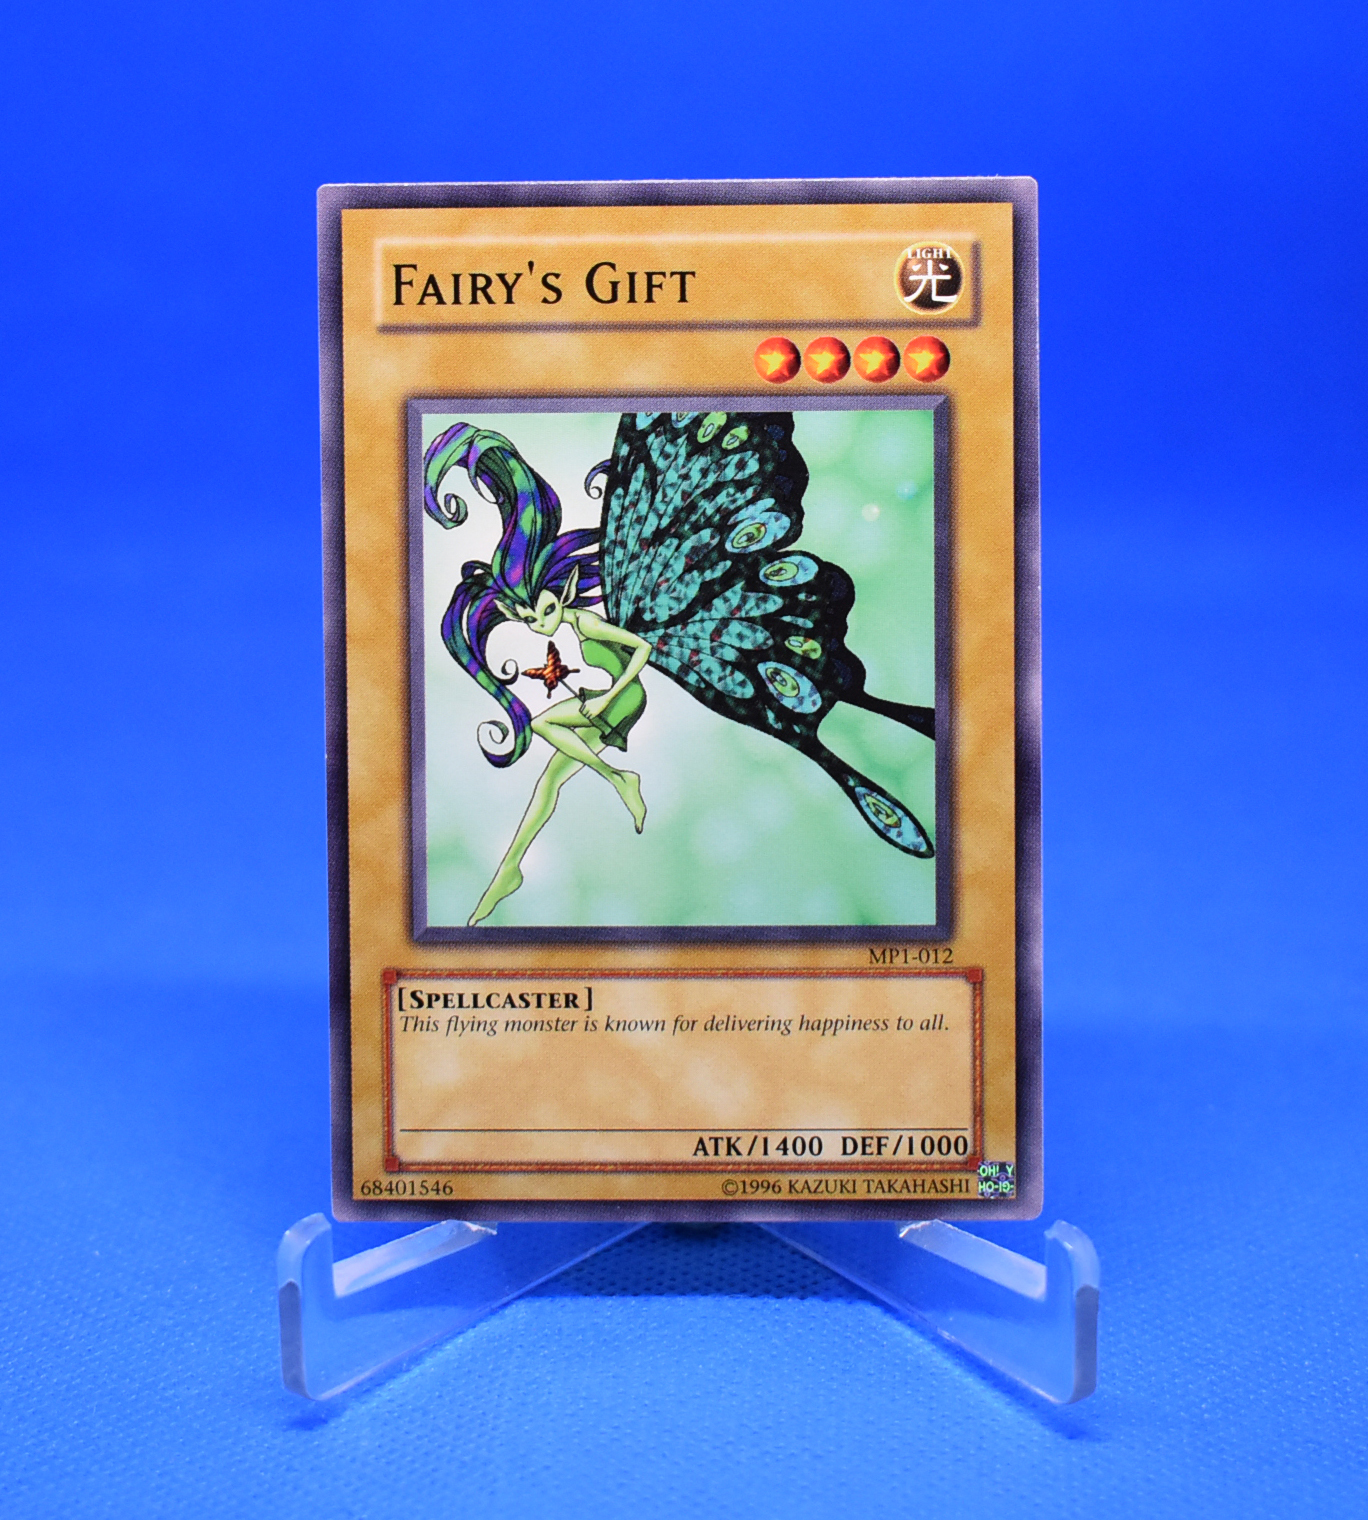 FAIRY'S GIFT
LIGHT
光
MP1-012
[SPELLCASTER]
This flying monster is known for delivering happiness to all.
ATK/1400 DEF/1000
68401546
©1996 KAZUKI TAKAHASHI